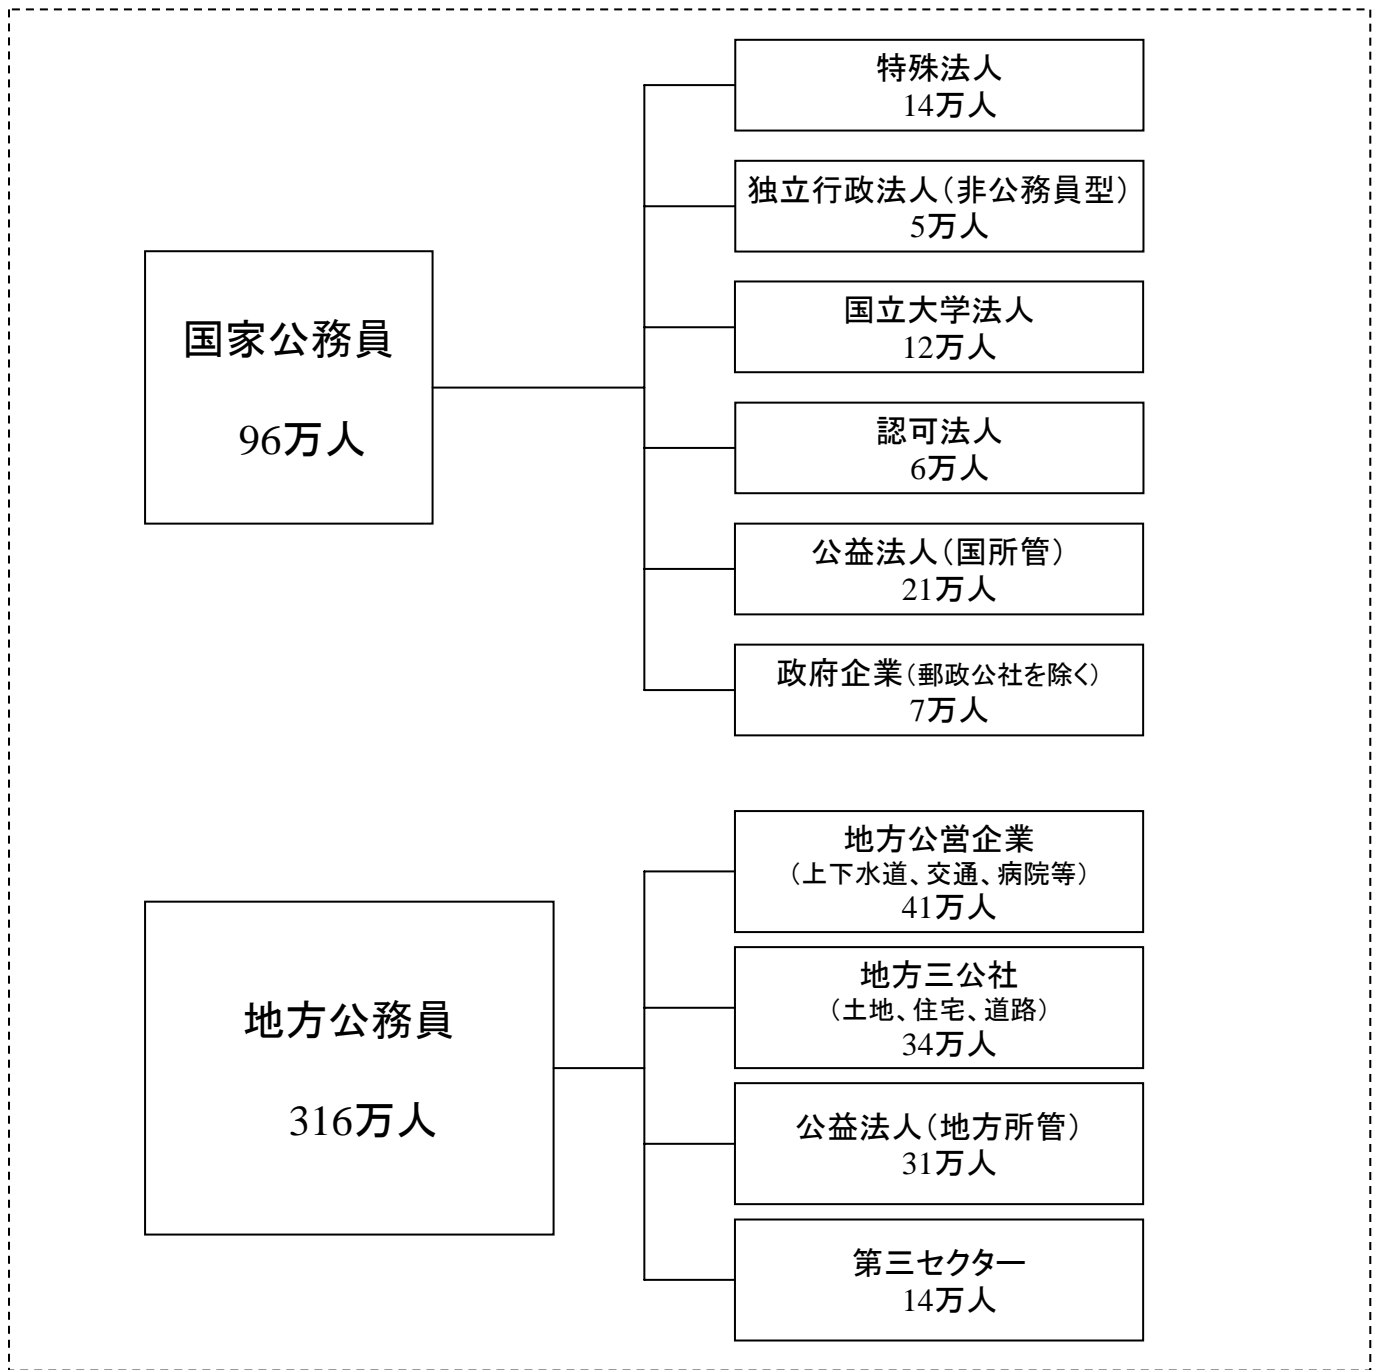 特殊法人
14万人
独立行政法人（非公務員型）
5万人
国立大学法人
12万人
国家公務員
96万人
認可法人
6万人
公益法人（国所管）
21万人
政府企業（郵政公社を除く）
7万人
地方公営企業
（上下水道、交通、病院等）
41万人
地方三公社
（土地、住宅、道路）
34万人
地方公務員
316万人
公益法人（地方所管）
31万人
第三セクター
14万人